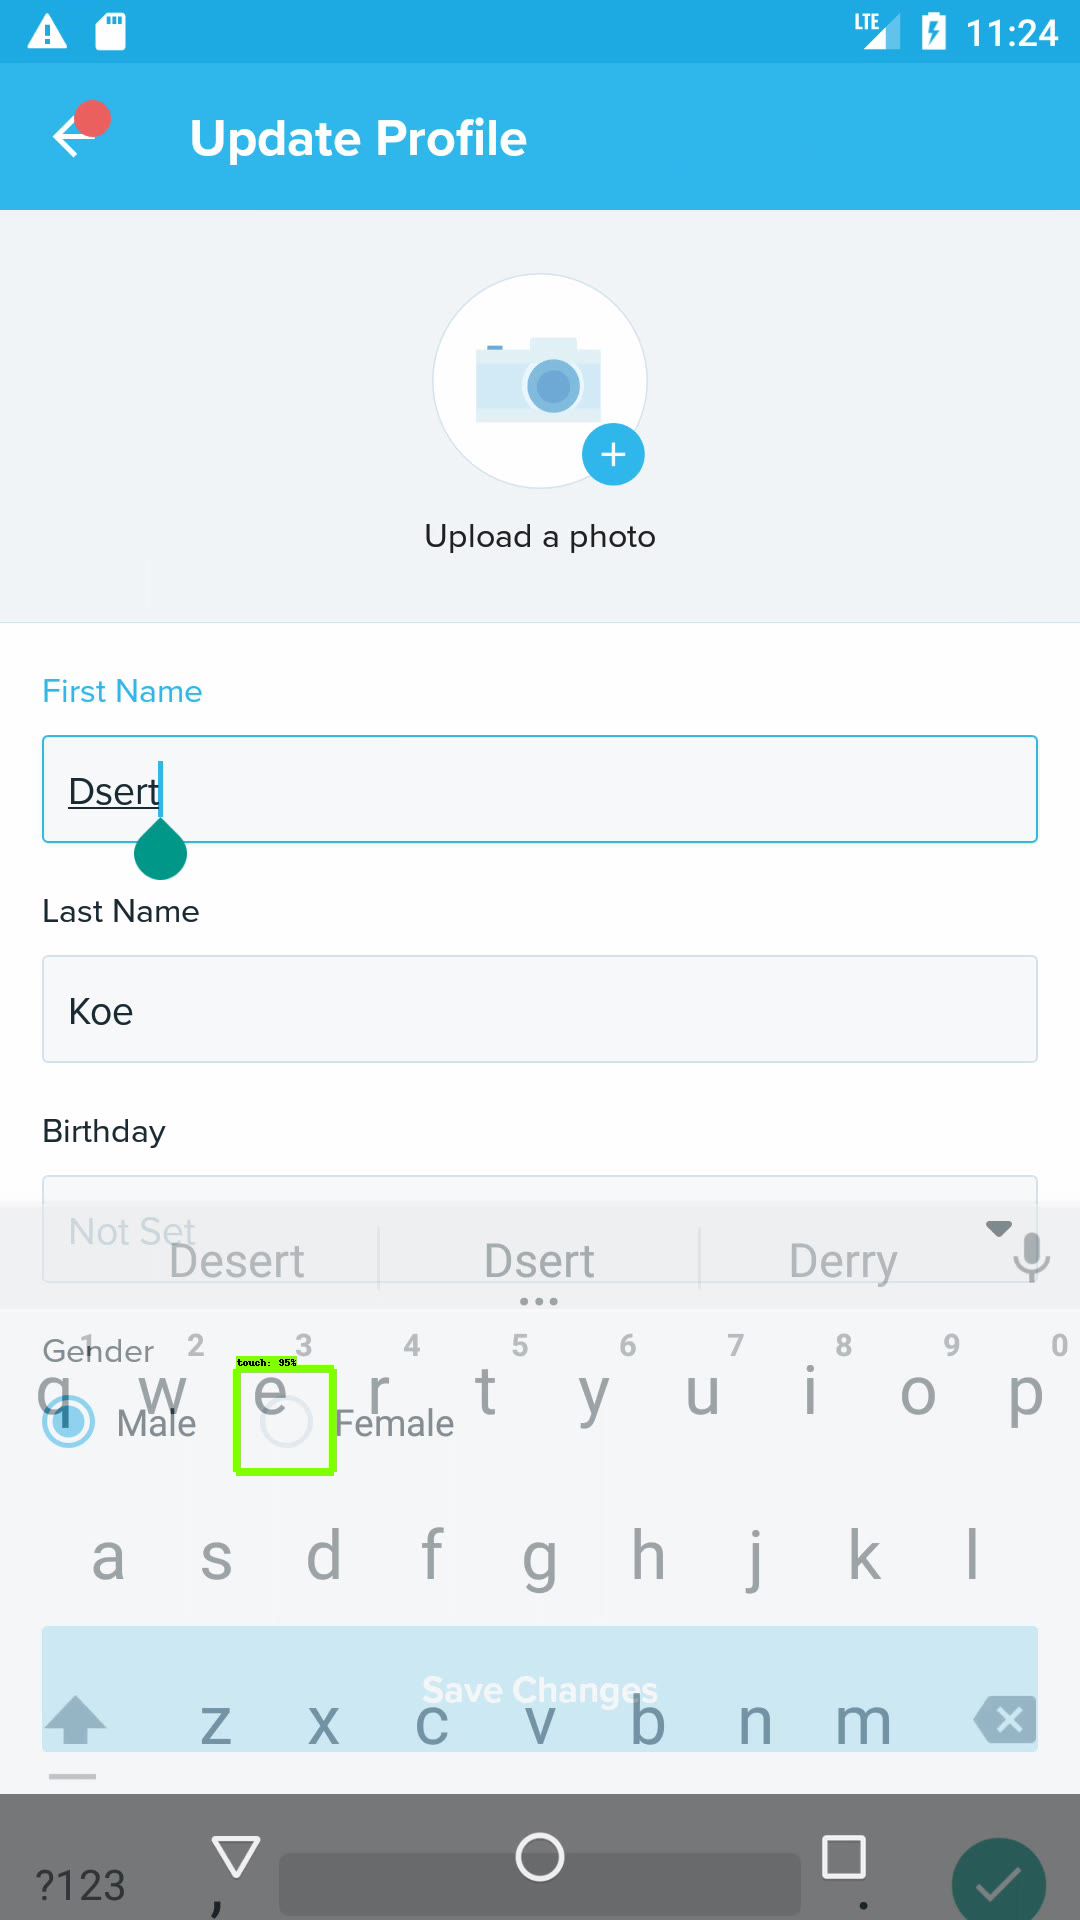 LTE 11:24
Update Profile
Upload a photo
First Name
Dsert
Last Name
Koe
Birthday
Not Set
Desert Dsert Derry
Gender
1 2 3 4 5 6 7 8 9 0
q w e r t y u i o p
touch: 95%
Male Female
a s d f g h j k l
Save Changes
z x c v b n m
?123 , .